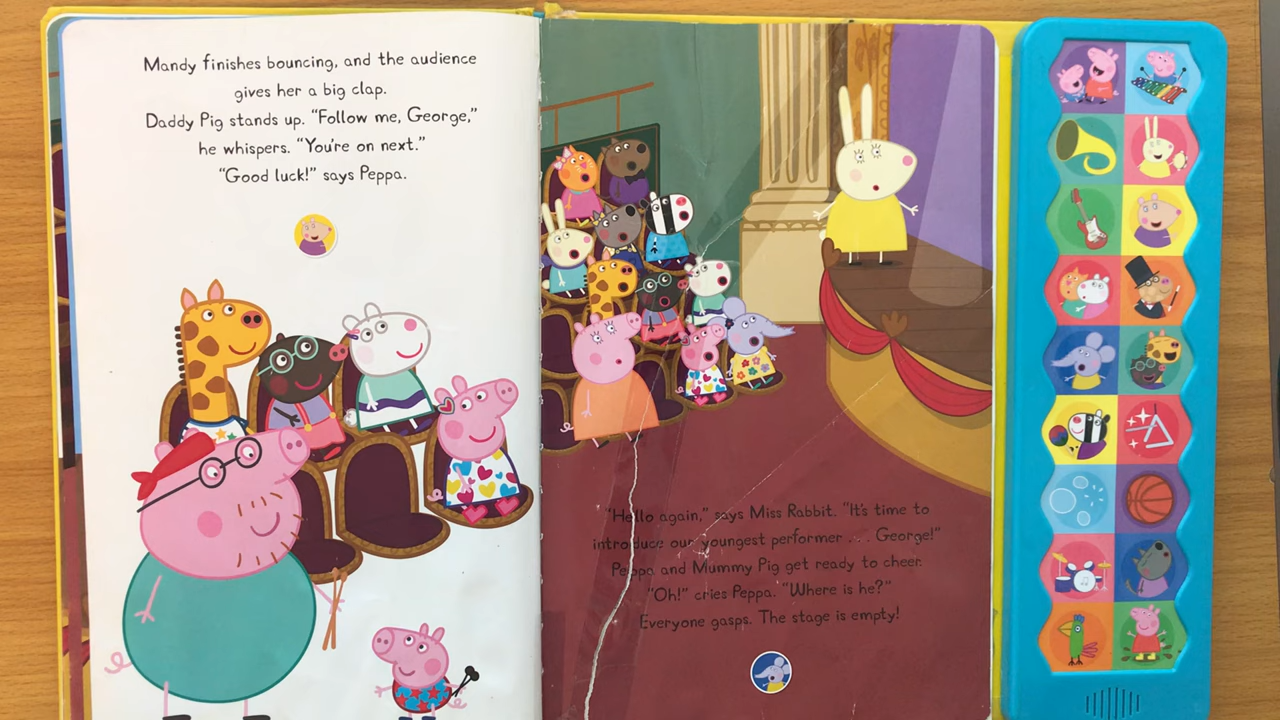 Mandy finishes bouncing, and the audience
gives her a big clap.
Daddy Pig stands up. “Follow me, George,”
he whispers. “You’re on next.”
“Good luck!” says Peppa.
“Hello again,” says Miss Rabbit. “It’s time to
introduce our youngest performer . . . George!”
Peppa and Mummy Pig get ready to cheer.
“Oh!” cries Peppa. “Where is he?”
Everyone gasps. The stage is empty!